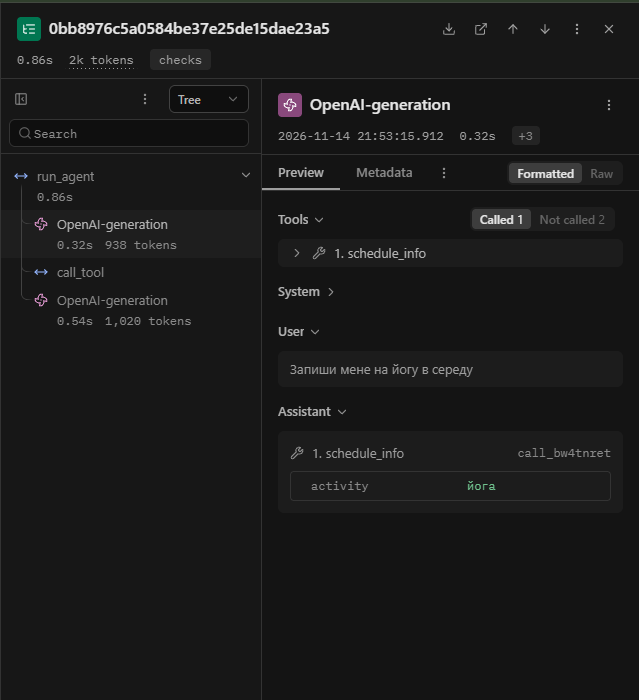 0bb8976c5a0584be37e25de15dae23a5
0.86s 2k tokens checks
Tree
Search
run_agent
0.86s
OpenAI-generation
0.32s 938 tokens
call_tool
OpenAI-generation
0.54s 1,020 tokens
OpenAI-generation
2026-11-14 21:53:15.912 0.32s +3
Preview Metadata Formatted Raw
Tools Called 1 Not called 2
1. schedule_info
System
User
Запиши мене на йогу в середу
Assistant
1. schedule_info call_bw4tnret
activity йога